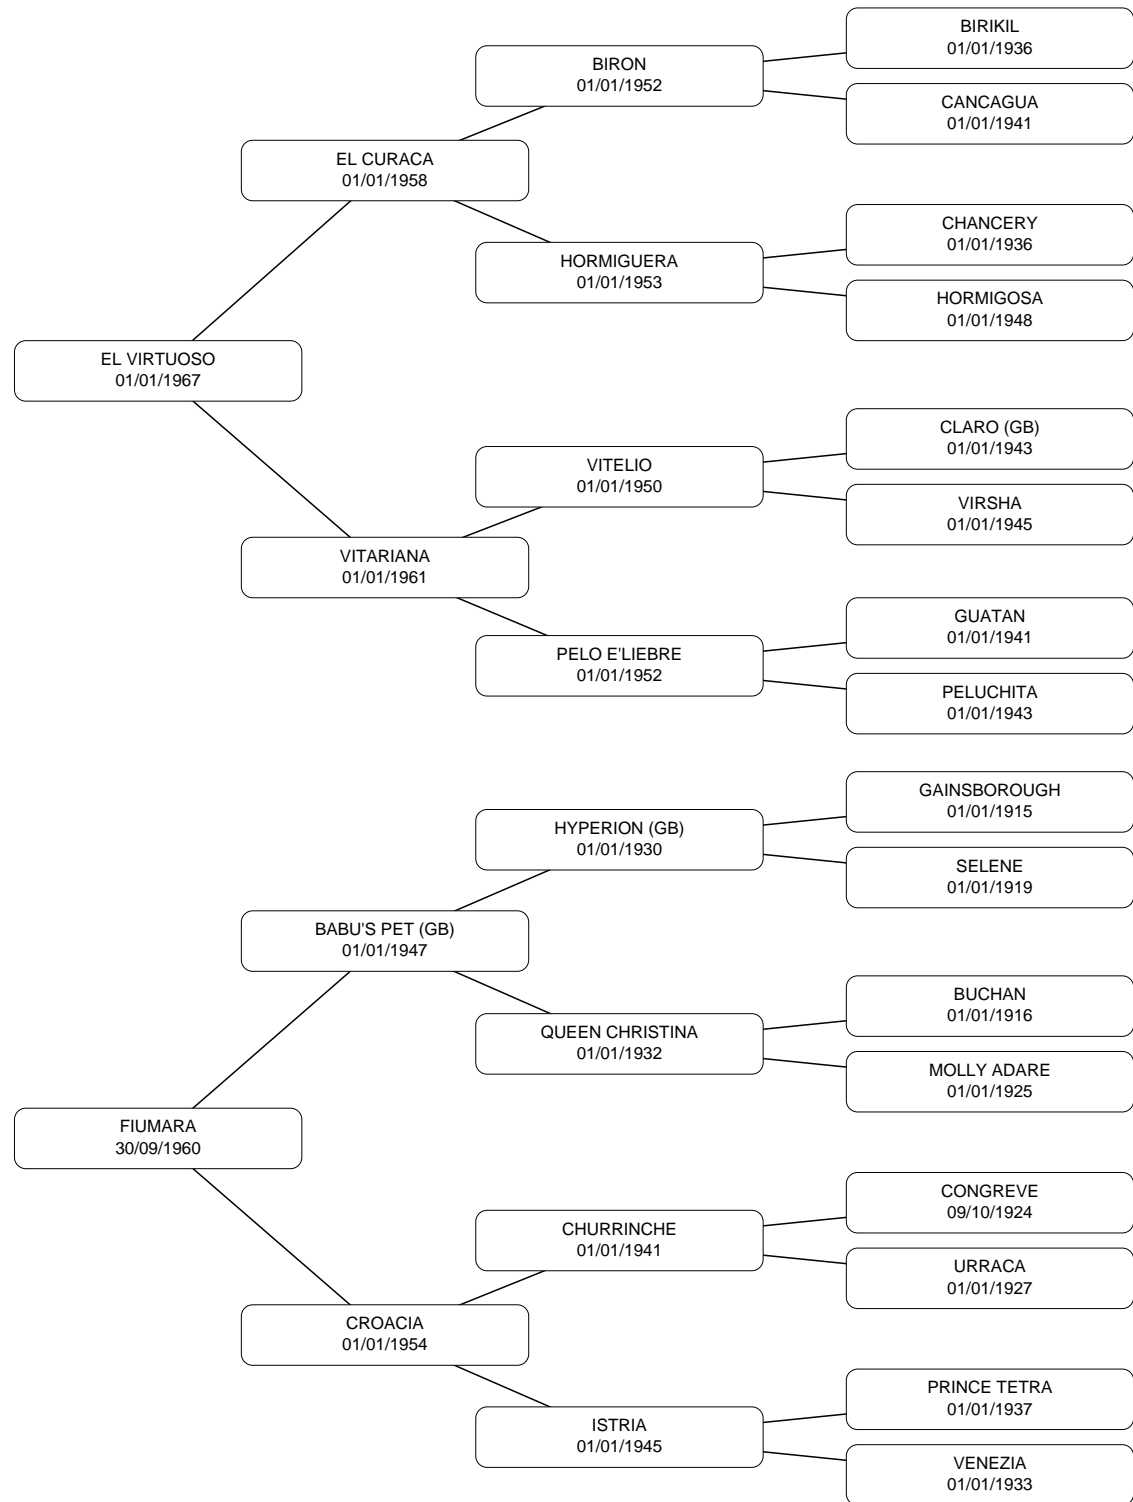 BIRIKIL
01/01/1936
BIRON
01/01/1952
CANCAGUA
01/01/1941
EL CURACA
01/01/1958
CHANCERY
01/01/1936
HORMIGUERA
01/01/1953
HORMIGOSA
01/01/1948
EL VIRTUOSO
01/01/1967
CLARO (GB)
01/01/1943
VITELIO
01/01/1950
VIRSHA
01/01/1945
VITARIANA
01/01/1961
GUATAN
01/01/1941
PELO E'LIEBRE
01/01/1952
PELUCHITA
01/01/1943
GAINSBOROUGH
01/01/1915
HYPERION (GB)
01/01/1930
SELENE
01/01/1919
BABU'S PET (GB)
01/01/1947
BUCHAN
01/01/1916
QUEEN CHRISTINA
01/01/1932
MOLLY ADARE
01/01/1925
FIUMARA
30/09/1960
CONGREVE
09/10/1924
CHURRINCHE
01/01/1941
URRACA
01/01/1927
CROACIA
01/01/1954
PRINCE TETRA
01/01/1937
ISTRIA
01/01/1945
VENEZIA
01/01/1933